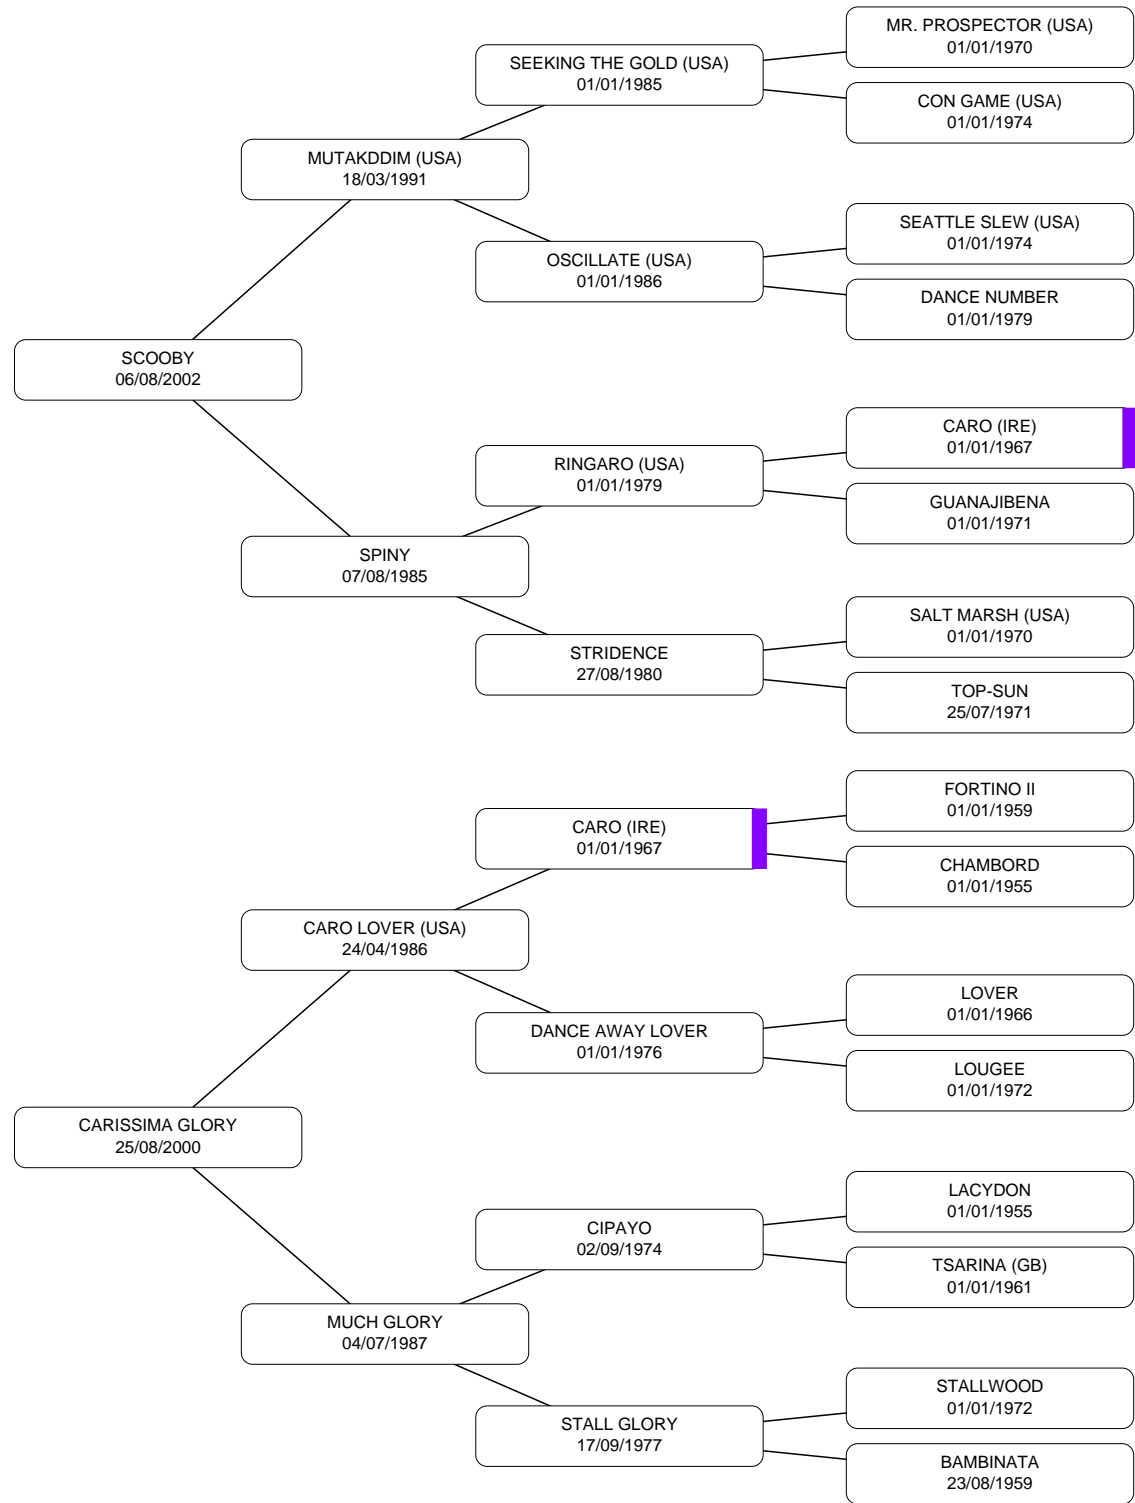 MR. PROSPECTOR (USA)
01/01/1970
SEEKING THE GOLD (USA)
01/01/1985
CON GAME (USA)
01/01/1974
MUTAKDDIM (USA)
18/03/1991
SEATTLE SLEW (USA)
01/01/1974
OSCILLATE (USA)
01/01/1986
DANCE NUMBER
01/01/1979
SCOOBY
06/08/2002
CARO (IRE)
01/01/1967
RINGARO (USA)
01/01/1979
GUANAJIBENA
01/01/1971
SPINY
07/08/1985
SALT MARSH (USA)
01/01/1970
STRIDENCE
27/08/1980
TOP-SUN
25/07/1971
FORTINO II
01/01/1959
CARO (IRE)
01/01/1967
CHAMBORD
01/01/1955
CARO LOVER (USA)
24/04/1986
LOVER
01/01/1966
DANCE AWAY LOVER
01/01/1976
LOUGEE
01/01/1972
CARISSIMA GLORY
25/08/2000
LACYDON
01/01/1955
CIPAYO
02/09/1974
TSARINA (GB)
01/01/1961
MUCH GLORY
04/07/1987
STALLWOOD
01/01/1972
STALL GLORY
17/09/1977
BAMBINATA
23/08/1959